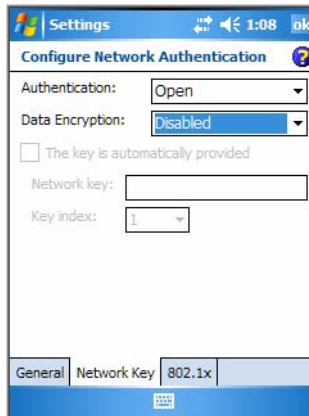 Settings 1:08 ok
Configure Network Authentication ?
Authentication: Open
Data Encryption: Disabled
The key is automatically provided
Network key:
Key index: 1
General Network Key 802.1x